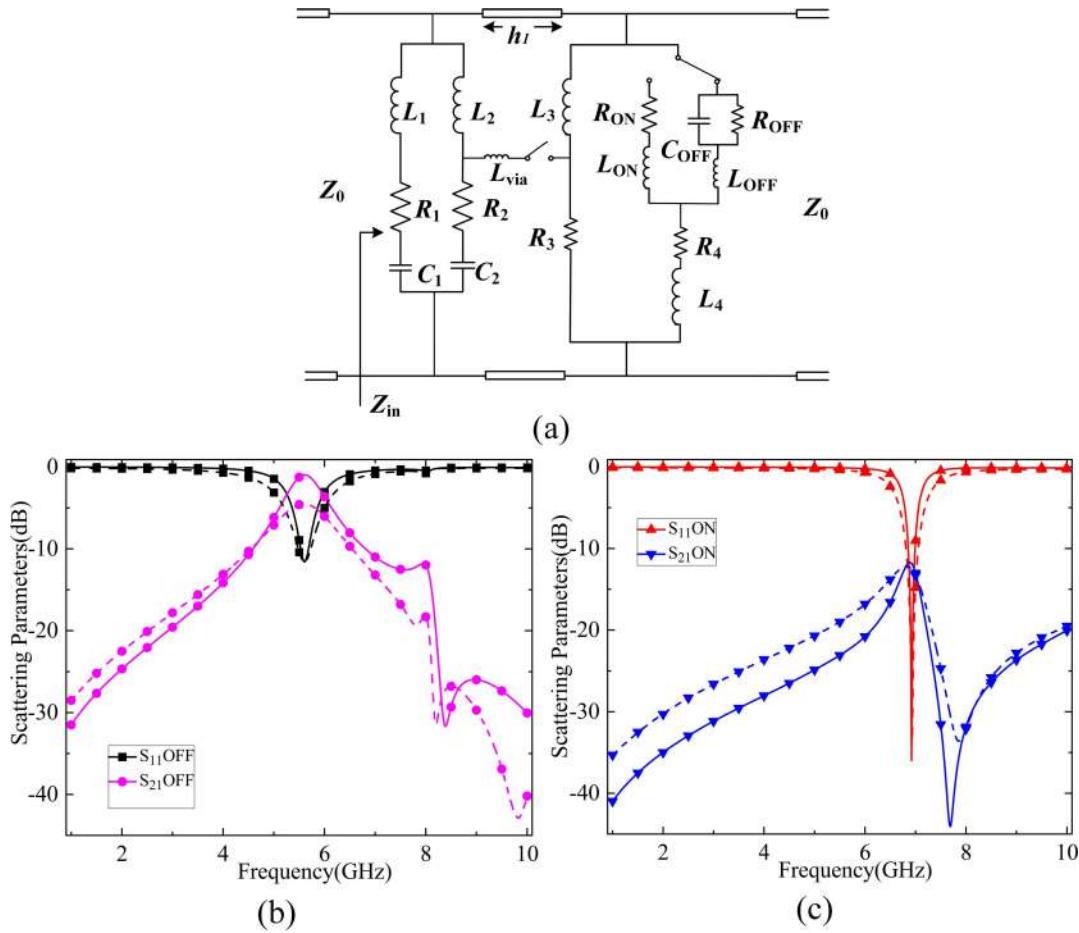 h1
L1 L2 L3
RON ROFF
COFF
LON LOFF
Lvia
Z0 R1 R2 Z0
R3 R4
C1 C2 L4
Zin
(a)
0
-10
-20
-30
-40
Scattering Parameters(dB)
S11OFF
S21OFF
2 4 6 8 10
Frequency(GHz)
(b)
0
-10
-20
-30
-40
Scattering Parameters(dB)
S11ON
S21ON
2 4 6 8 10
Frequency(GHz)
(c)